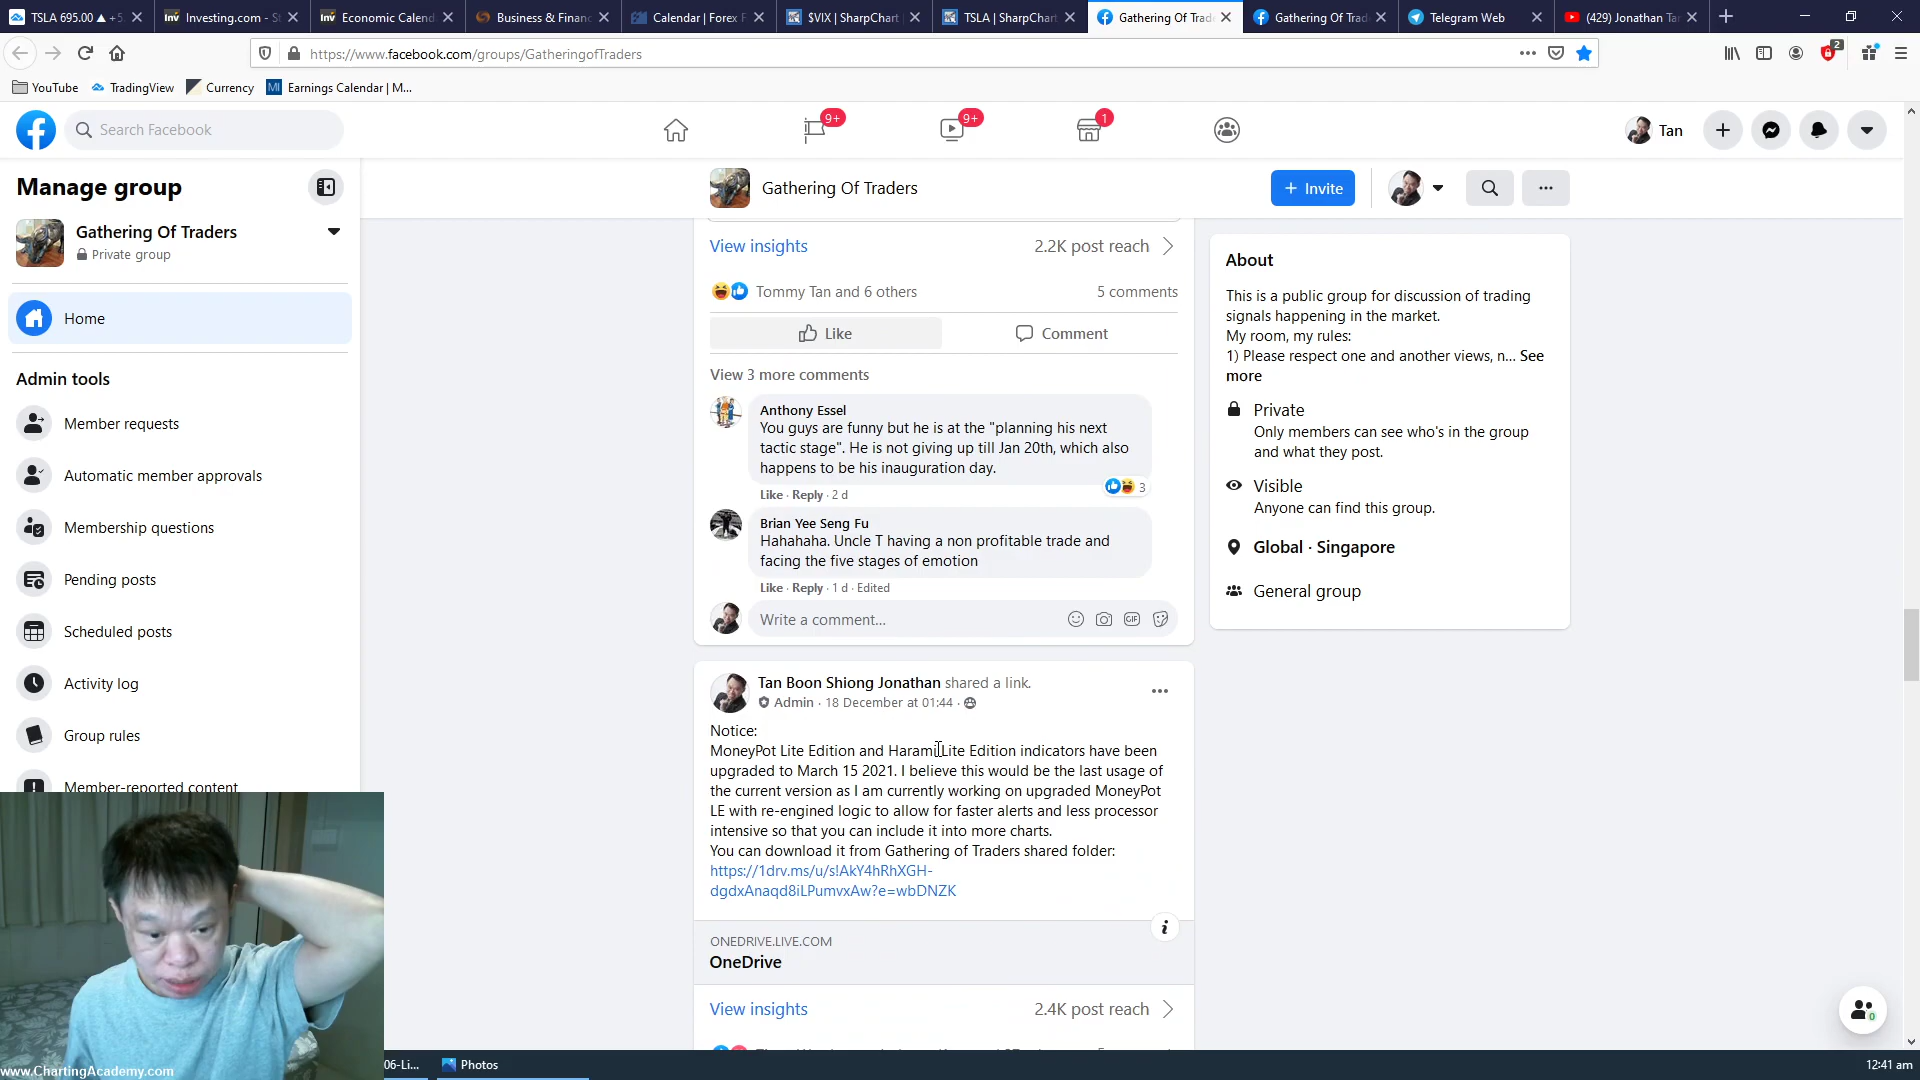 TSLA 695.00 ▲ +5.
Investing.com - St
Economic Calend
Business & Financ
Calendar | Forex F
$VIX | SharpChart
TSLA | SharpChart
Gathering Of Trade
Gathering Of Trade
Telegram Web
(429) Jonathan Tan
https://www.facebook.com/groups/GatheringofTraders
2
YouTube
TradingView
Currency
Earnings Calendar | M...
Search Facebook
9+
9+
1
Tan
Manage group
Gathering Of Traders
Private group
Home
Admin tools
Member requests
Automatic member approvals
Membership questions
Pending posts
Scheduled posts
Activity log
Group rules
Member-reported content
Gathering Of Traders
+ Invite
View insights
2.2K post reach
Tommy Tan and 6 others
5 comments
Like
Comment
View 3 more comments
Anthony Essel
You guys are funny but he is at the "planning his next
tactic stage". He is not giving up till Jan 20th, which also
happens to be his inauguration day.
3
Like · Reply · 2 d
Brian Yee Seng Fu
Hahahaha. Uncle T having a non profitable trade and
facing the five stages of emotion
Like · Reply · 1 d · Edited
Write a comment...
GIF
Tan Boon Shiong Jonathan shared a link.
Admin · 18 December at 01:44 ·
Notice:
MoneyPot Lite Edition and Harami Lite Edition indicators have been
upgraded to March 15 2021. I believe this would be the last usage of
the current version as I am currently working on upgraded MoneyPot
LE with re-engined logic to allow for faster alerts and less processor
intensive so that you can include it into more charts.
You can download it from Gathering of Traders shared folder:
https://1drv.ms/u/s!AkY4hRhXGH-
dgdxAnaqd8iLPumvxAw?e=wbDNZK
ONEDRIVE.LIVE.COM
OneDrive
View insights
2.4K post reach
About
This is a public group for discussion of trading
signals happening in the market.
My room, my rules:
1) Please respect one and another views, n... See
more
Private
Only members can see who's in the group
and what they post.
Visible
Anyone can find this group.
Global · Singapore
General group
0
www.ChartingAcademy.com
06-Li...
Photos
12:41 am